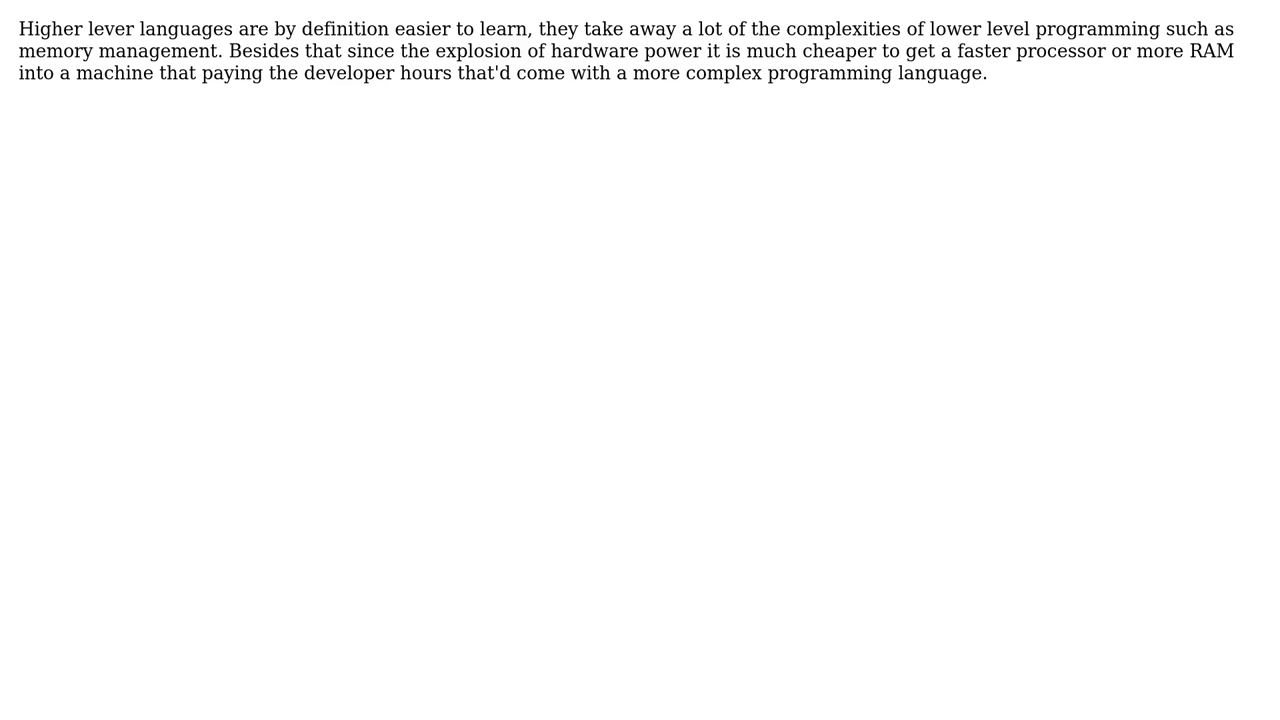 Higher lever languages are by definition easier to learn, they take away a lot of the complexities of lower level programming such as
memory management. Besides that since the explosion of hardware power it is much cheaper to get a faster processor or more RAM
into a machine that paying the developer hours that'd come with a more complex programming language.